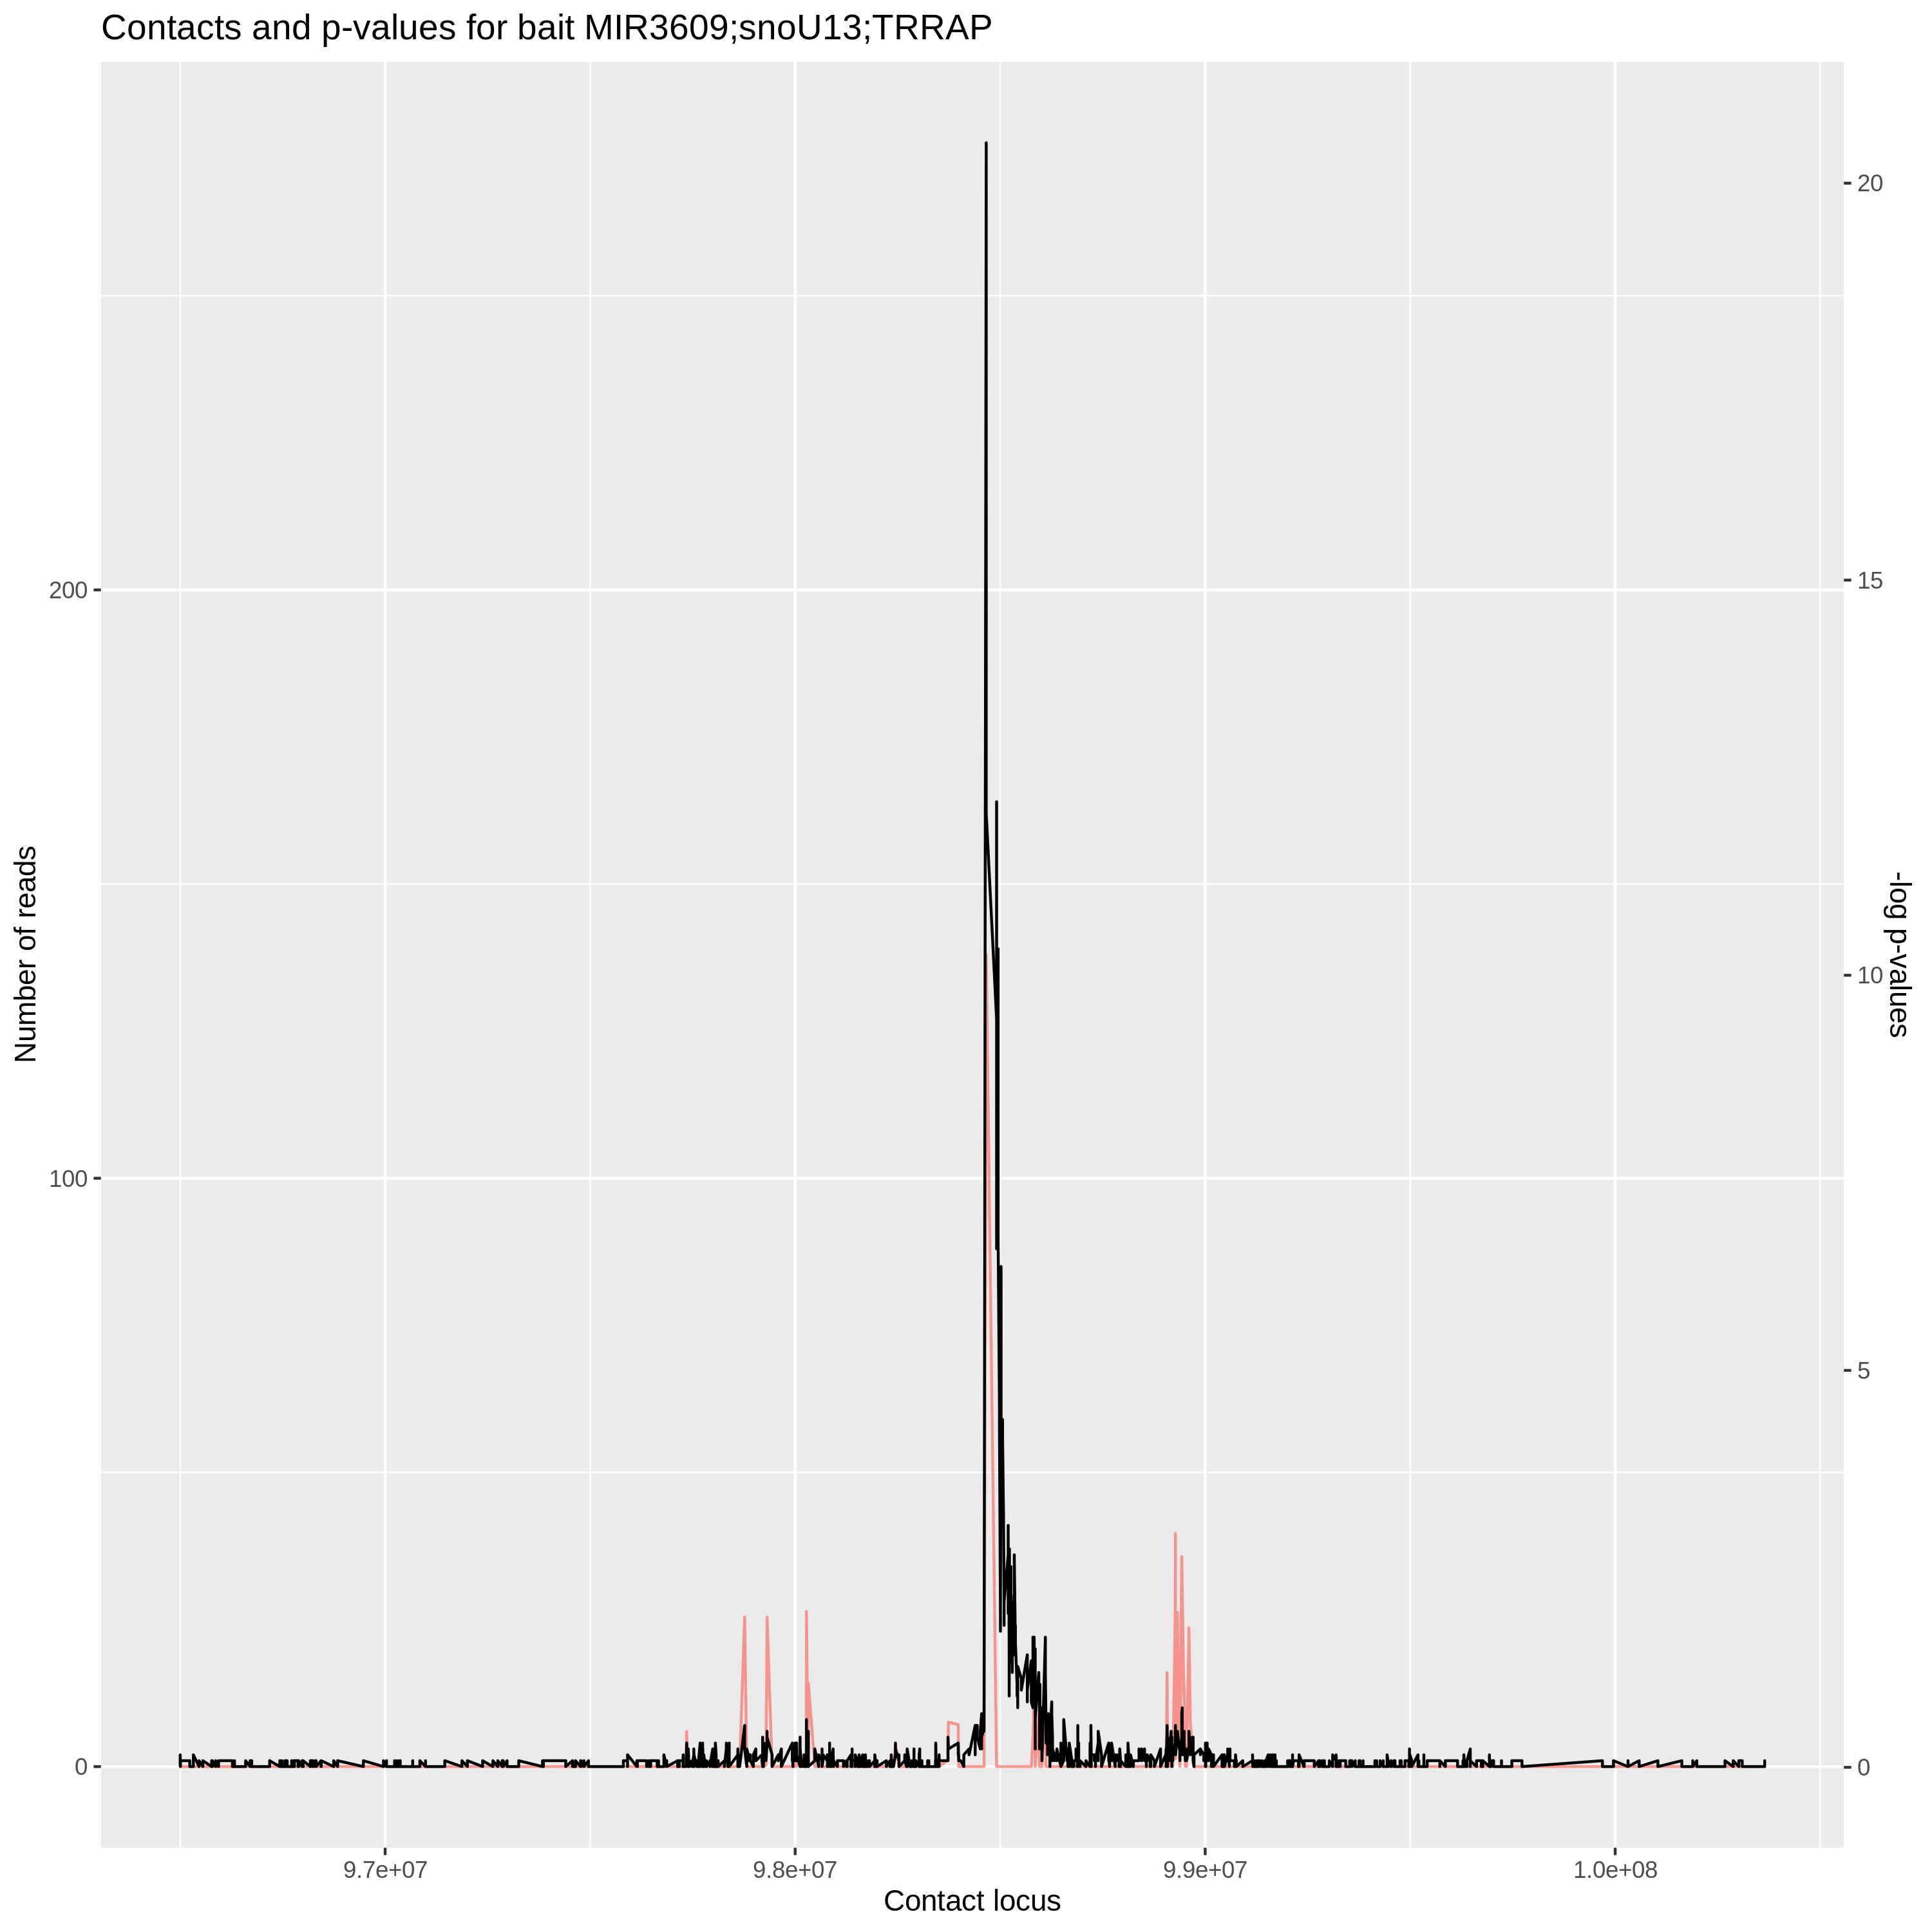 Contacts and p-values for bait MIR3609;snoU13;TRRAP
20
200
15
Number of reads
-log p-values
10
100
5
0
0
9.7e+07
9.8e+07
9.9e+07
1.0e+08
Contact locus